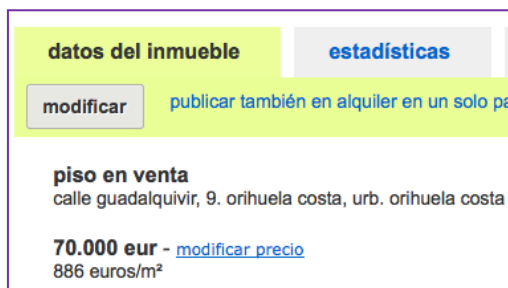 datos del inmueble
estadísticas
modificar
publicar también en alquiler en un solo
piso en venta
calle guadalquivir, 9. orihuela costa, urb. orihuela costa
70.000 eur - modificar precio
886 euros/m²